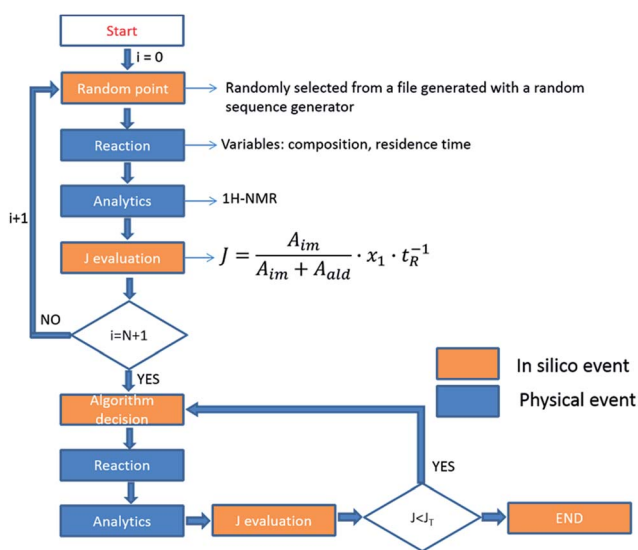 Start
i = 0
Random point
Randomly selected from a file generated with a random
sequence generator
Reaction
Variables: composition, residence time
Analytics
1H-NMR
i+1
J evaluation
J = A_im / (A_im + A_ald) · x_1 · t_R^-1
i=N+1
NO
YES
Algorithm
decision
In silico event
Physical event
Reaction
YES
Analytics
J evaluation
J<J_T
END